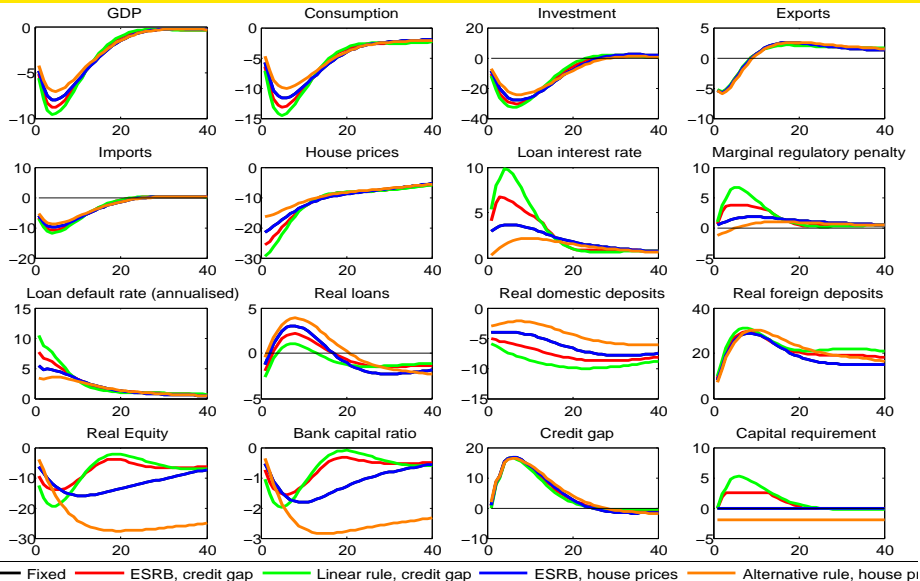 GDP
0
−5
−10
0 20 40
Consumption
0
−5
−10
−15
0 20 40
Investment
20
0
−20
−40
0 20 40
Exports
5
0
−5
−10
0 20 40
Imports
10
0
−10
−20
0 20 40
House prices
0
−10
−20
−30
0 20 40
Loan interest rate
10
5
0
0 20 40
Marginal regulatory penalty
10
5
0
−5
0 20 40
Loan default rate (annualised)
15
10
5
0
0 20 40
Real loans
5
0
−5
0 20 40
Real domestic deposits
0
−5
−10
−15
0 20 40
Real foreign deposits
40
20
0
0 20 40
Real Equity
0
−10
−20
−30
0 20 40
Bank capital ratio
0
−1
−2
−3
0 20 40
Credit gap
20
10
0
−10
0 20 40
Capital requirement
10
5
0
−5
0 20 40
Fixed ESRB, credit gap Linear rule, credit gap ESRB, house prices Alternative rule, house